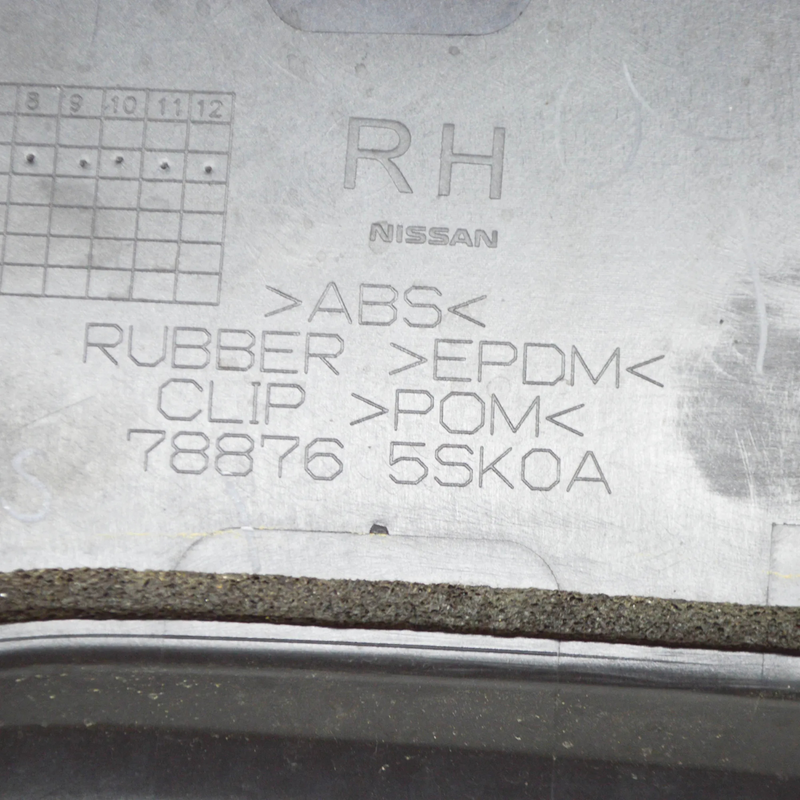 8 9 10 11 12
RH
NISSAN
>ABS<
RUBBER >EPDM<
CLIP >POM<
78876 5SK0A